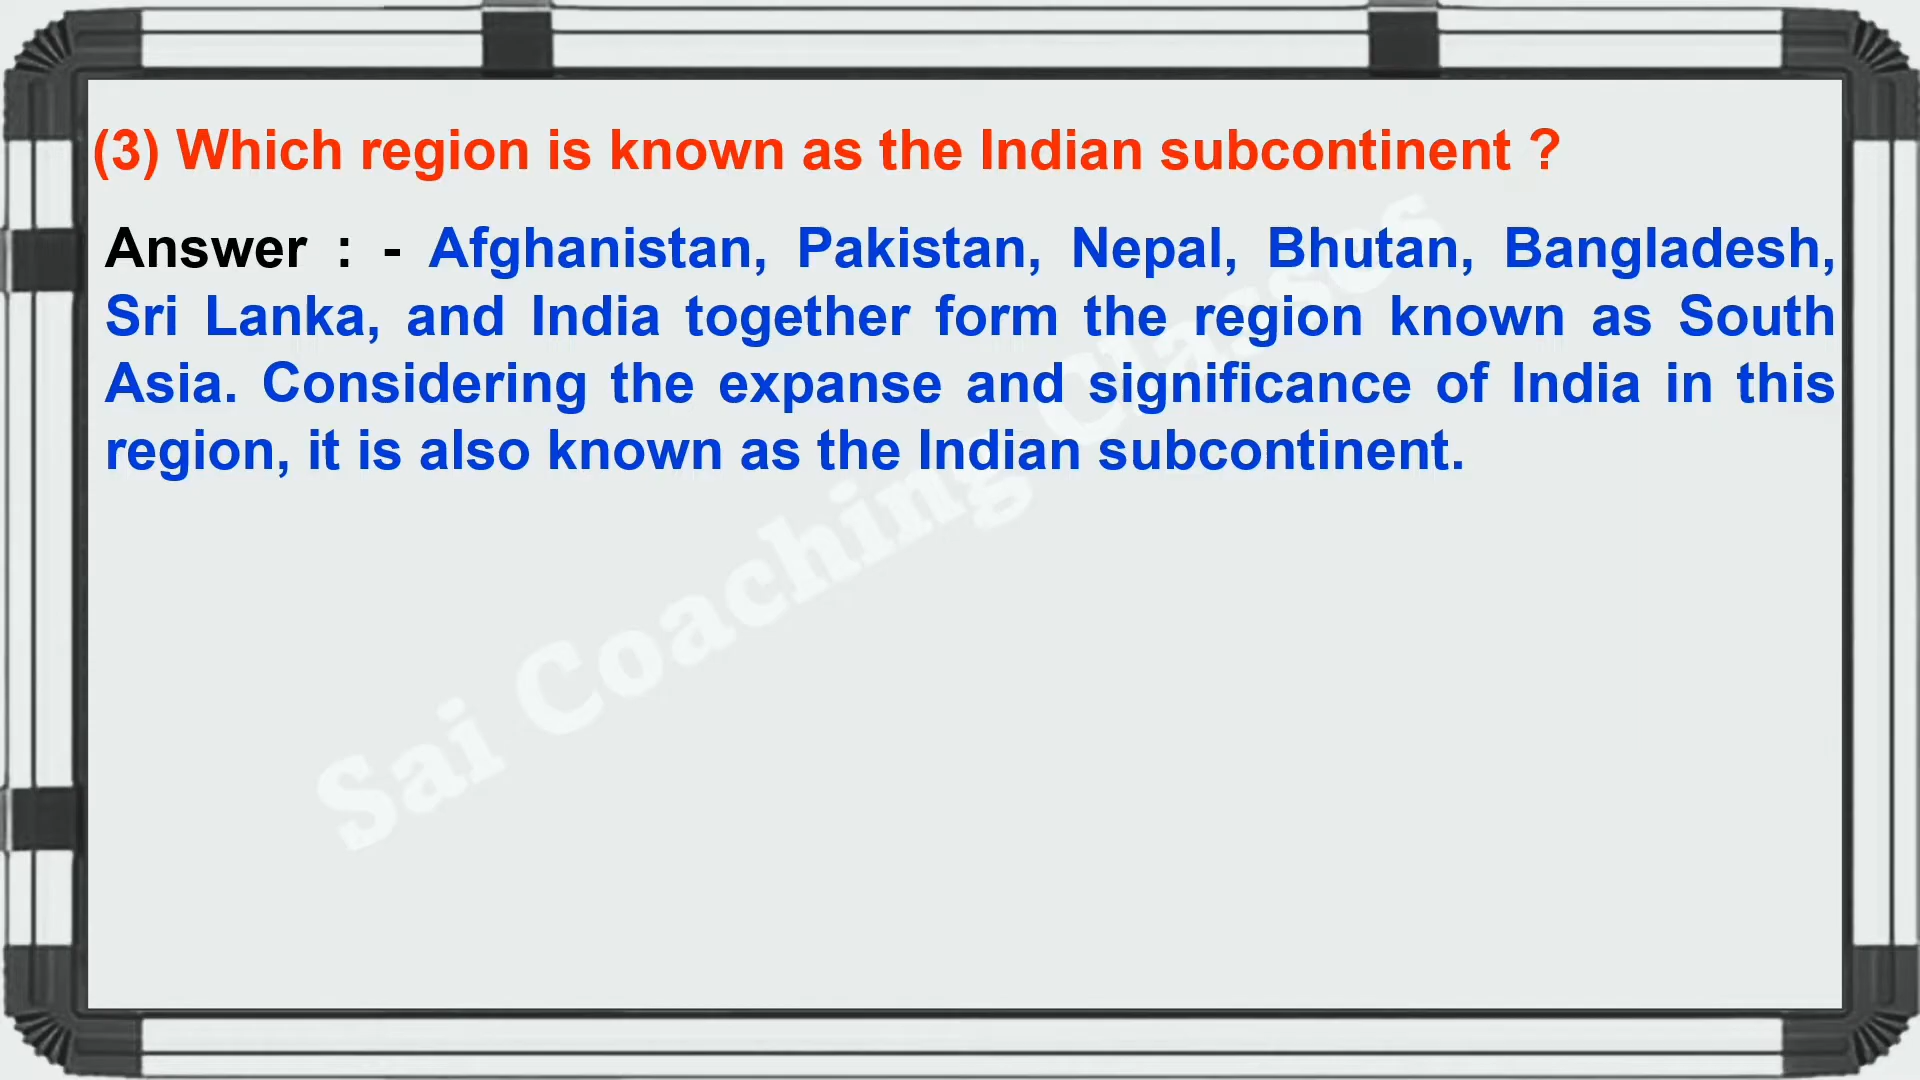 (3) Which region is known as the Indian subcontinent ?
Answer : - Afghanistan, Pakistan, Nepal, Bhutan, Bangladesh,
Sri Lanka, and India together form the region known as South
Asia. Considering the expanse and significance of India in this
region, it is also known as the Indian subcontinent.
Sai Coaching Classes